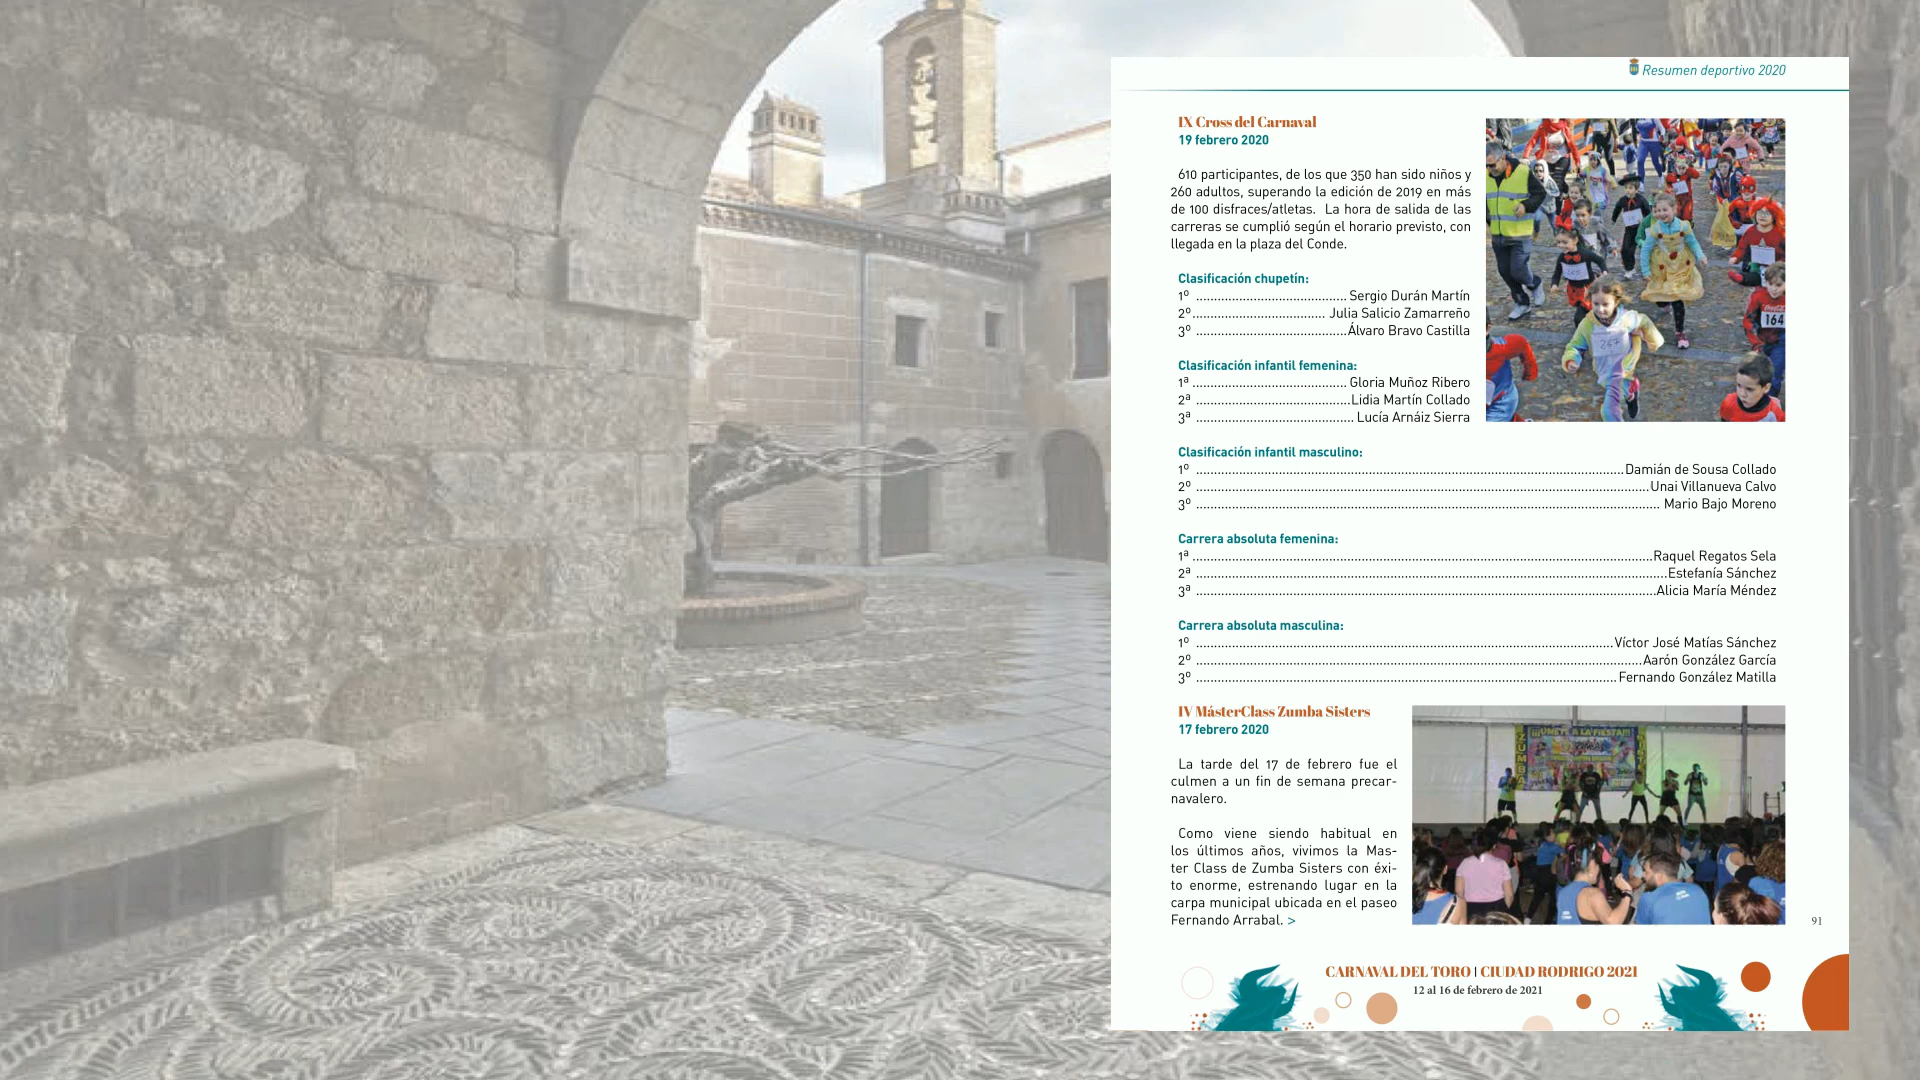 Resumen deportivo 2020
IX Cross del Carnaval
19 febrero 2020
610 participantes, de los que 350 han sido niños y
260 adultos, superando la edición de 2019 en más
de 100 disfraces/atletas. La hora de salida de las
carreras se cumplió según el horario previsto, con
llegada en la plaza del Conde.
Clasificación chupetín:
1º .......................................... Sergio Durán Martín
2º..................................... Julia Salicio Zamarreño
3º ..........................................Álvaro Bravo Castilla
Clasificación infantil femenina:
1ª ........................................... Gloria Muñoz Ribero
2ª ...........................................Lidia Martín Collado
3ª ............................................ Lucía Arnáiz Sierra
164
267
Clasificación infantil masculino:
1º .......................................................................Damián de Sousa Collado
2º .......................................................................Unai Villanueva Calvo
3º ....................................................................... Mario Bajo Moreno
Carrera absoluta femenina:
1ª .......................................................................Raquel Regatos Sela
2ª .......................................................................Estefanía Sánchez
3ª .......................................................................Alicia María Méndez
Carrera absoluta masculina:
1º .......................................................................Víctor José Matías Sánchez
2º .......................................................................Aarón González García
3º .......................................................................Fernando González Matilla
IV MásterClass Zumba Sisters
17 febrero 2020
La tarde del 17 de febrero fue el
culmen a un fin de semana precar-
navalero.
Como viene siendo habitual en
los últimos años, vivimos la Mas-
ter Class de Zumba Sisters con éxi-
to enorme, estrenando lugar en la
carpa municipal ubicada en el paseo
Fernando Arrabal. >
¡¡¡ÚNETE A LA FIESTA!!!
ZUMBA
91
CARNAVAL DEL TORO | CIUDAD RODRIGO 2021
12 al 16 de febrero de 2021